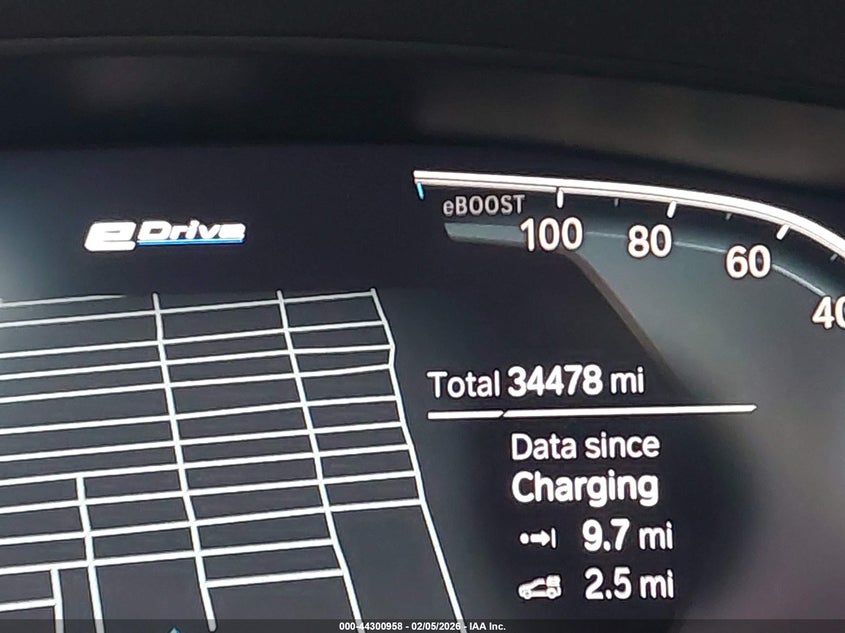 eDrive
eBOOST
100
80
60
40
Total 34478 mi
Data since
Charging
9.7 mi
2.5 mi
000-44300958 - 02/05/2026 - IAA Inc.